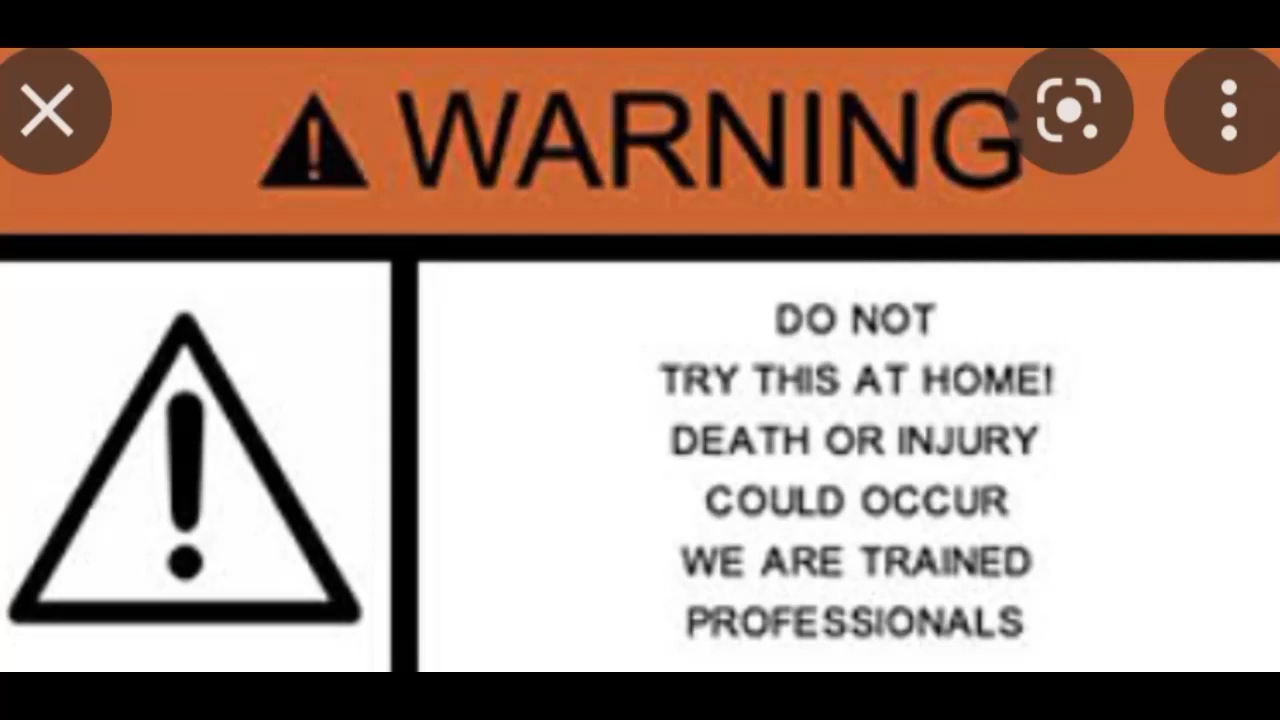 WARNING
DO NOT
TRY THIS AT HOME!
DEATH OR INJURY
COULD OCCUR
WE ARE TRAINED
PROFESSIONALS